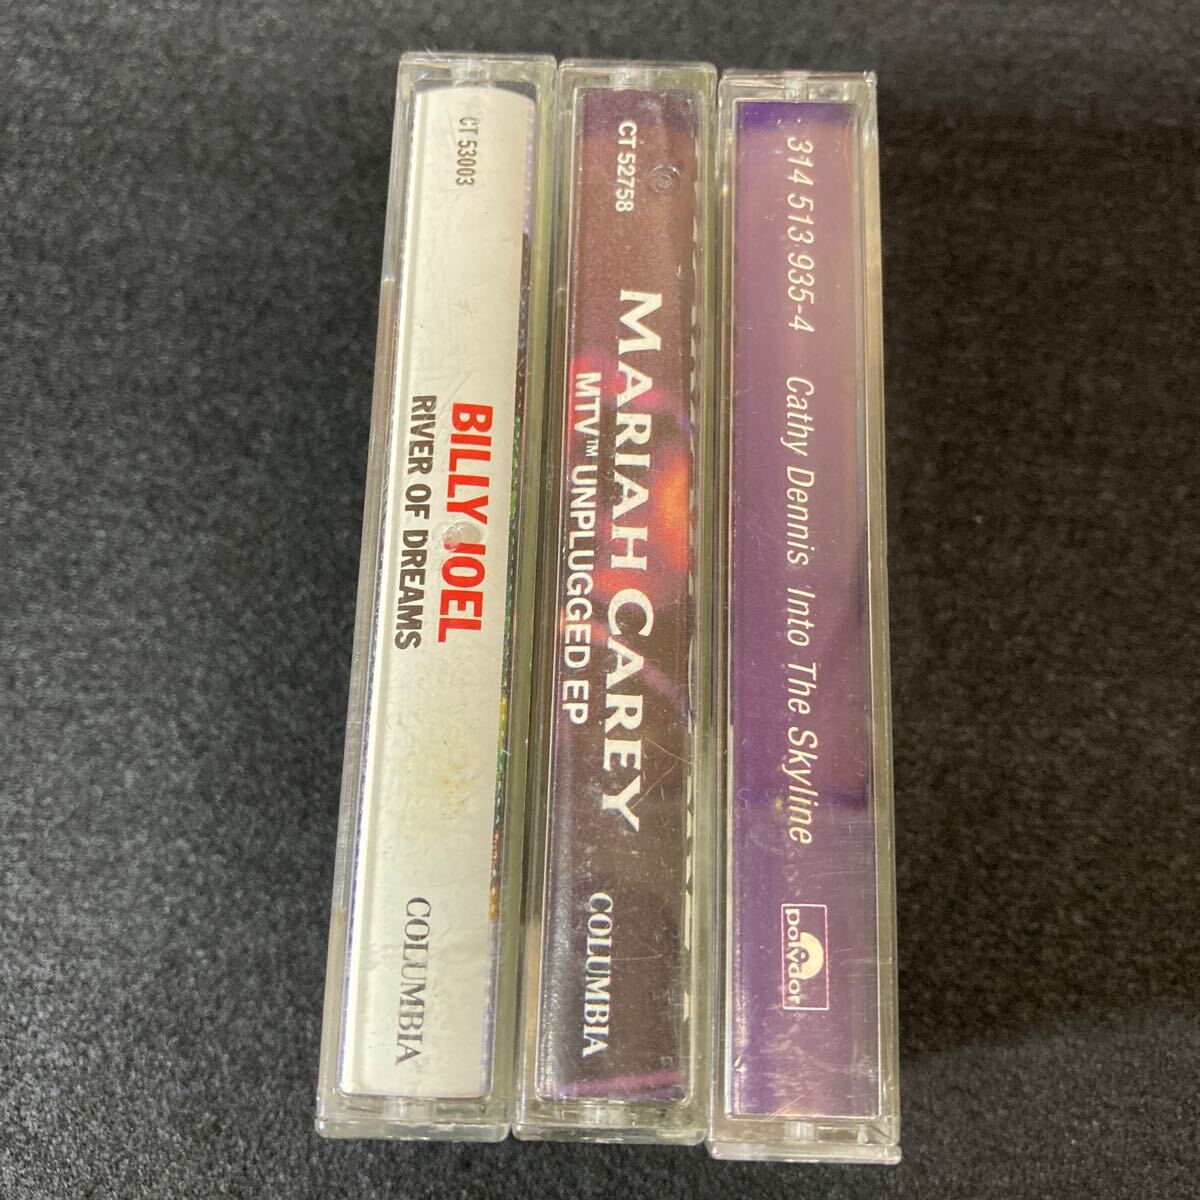 CT 53003
BILLY JOEL
RIVER OF DREAMS
COLUMBIA
CT 52758
MARIAH CAREY
MTV™ UNPLUGGED EP
COLUMBIA
314 513 935-4 Cathy Dennis Into The Skyline
polydor